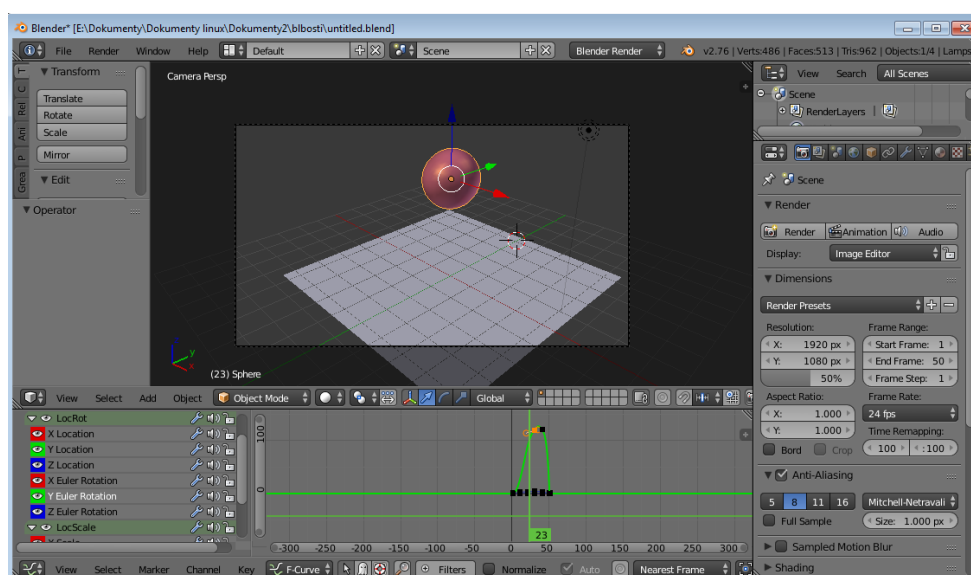 Blender* [E:\Dokumenty\Dokumenty linux\Dokumenty2\blbosti\untitled.blend]
File Render Window Help Default Scene Blender Render v2.76 | Verts:486 | Faces:513 | Tris:962 | Objects:1/4 | Lamps
Transform
Translate
Rotate
Scale
Mirror
Edit
Operator
T
U
Rel
Ani
P
Grea
Camera Persp
z
y
x
(23) Sphere
View Search All Scenes
Scene
RenderLayers |
Scene
Render
Render Animation Audio
Display: Image Editor
Dimensions
Render Presets
Resolution: Frame Range:
X: 1920 px Start Frame: 1
Y: 1080 px End Frame: 50
50% Frame Step: 1
Aspect Ratio: Frame Rate:
X: 1.000 24 fps
Y: 1.000 Time Remapping:
Bord Crop 100 :100
Anti-Aliasing
5 8 11 16 Mitchell-Netravali
Full Sample Size: 1.000 px
Sampled Motion Blur
Shading
View Select Add Object Object Mode Global
LocRot
X Location
Y Location
Z Location
X Euler Rotation
Y Euler Rotation
Z Euler Rotation
LocScale
100
0
23
-300 -250 -200 -150 -100 -50 0 50 100 150 200 250 300
View Select Marker Channel Key F-Curve Filters Normalize Auto Nearest Frame